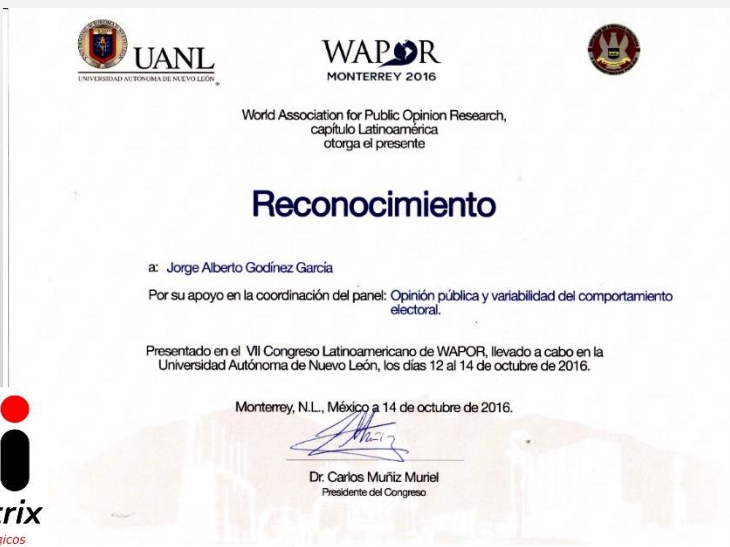 UANL
UNIVERSIDAD AUTÓNOMA DE NUEVO LEÓN
WAPOR
MONTERREY 2016
World Association for Public Opinion Research,
capítulo Latinoamérica
otorga el presente
Reconocimiento
a: Jorge Alberto Godínez García
Por su apoyo en la coordinación del panel: Opinión pública y variabilidad del comportamiento
electoral.
Presentado en el VII Congreso Latinoamericano de WAPOR, llevado a cabo en la
Universidad Autónoma de Nuevo León, los días 12 al 14 de octubre de 2016.
Monterrey, N.L., México a 14 de octubre de 2016.
Dr. Carlos Muñiz Muriel
Presidente del Congreso
trix
gicos